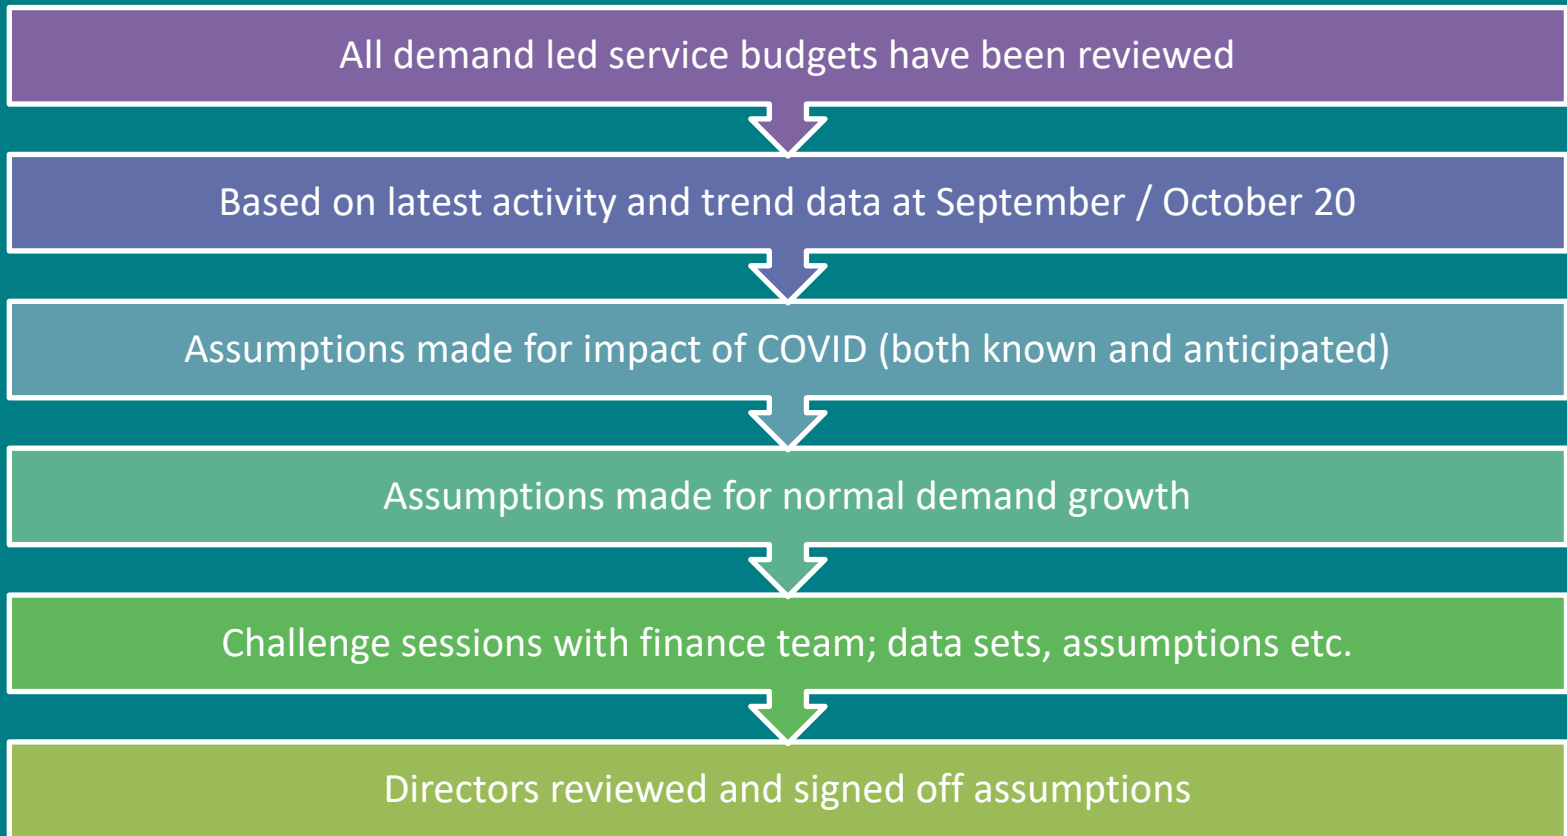 All demand led service budgets have been reviewed
Based on latest activity and trend data at September / October 20
Assumptions made for impact of COVID (both known and anticipated)
Assumptions made for normal demand growth
Challenge sessions with finance team; data sets, assumptions etc.
Directors reviewed and signed off assumptions